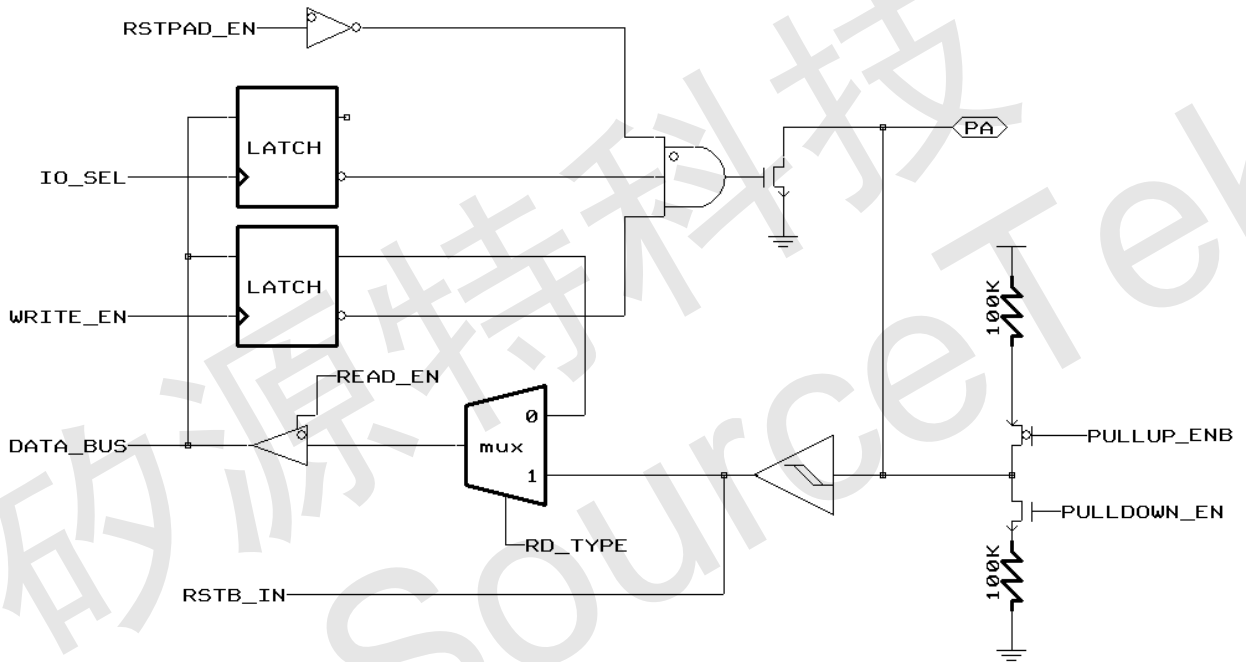 RSTPAD_EN
PA
LATCH
IO_SEL
LATCH
WRITE_EN
100K
READ_EN
0
mux
1
DATA_BUS
PULLUP_ENB
PULLDOWN_EN
RD_TYPE
100K
RSTB_IN
矽源特科技
SourceTek